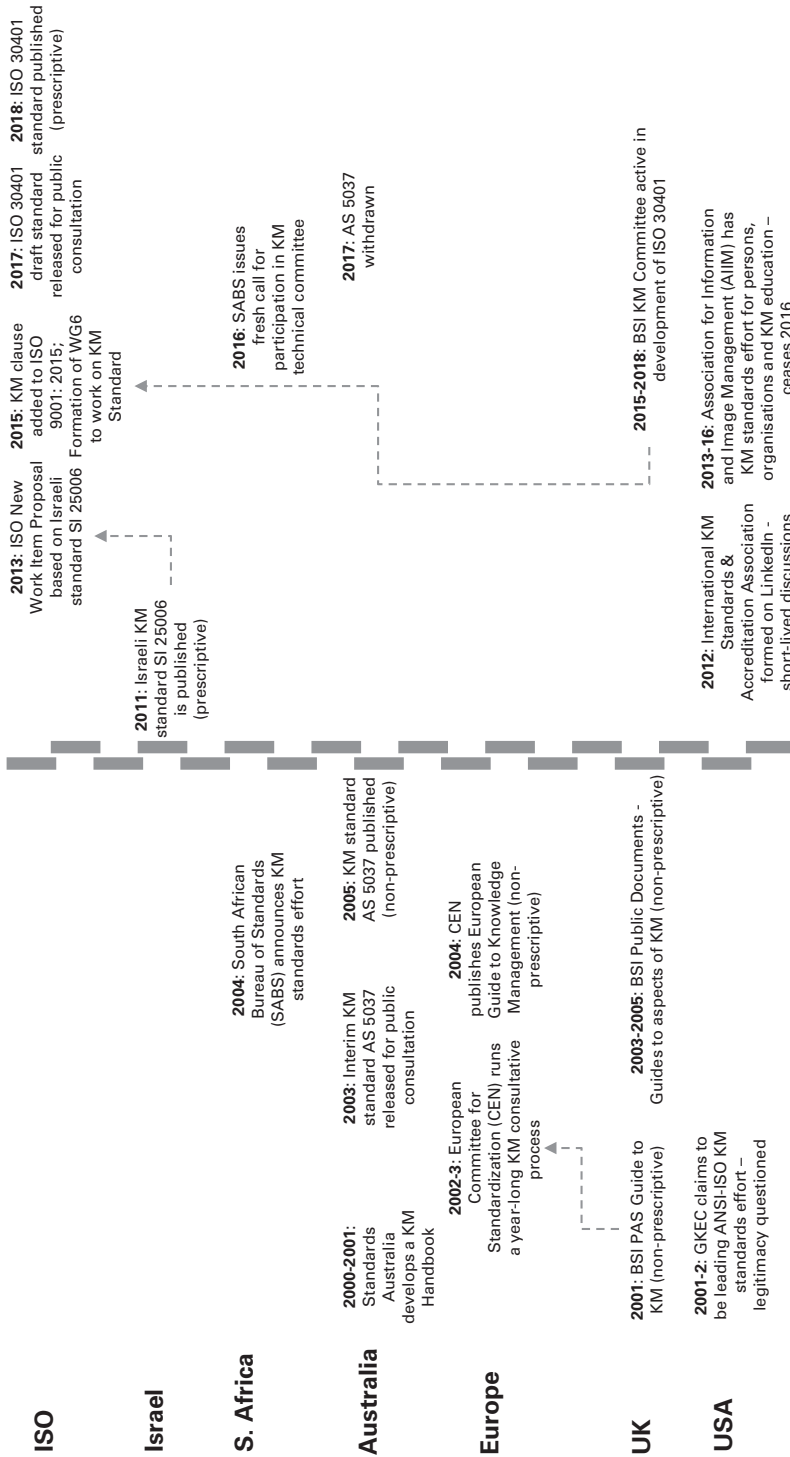 ISO
2013: ISO New
Work Item Proposal
based on Israeli
standard SI 25006
2015: KM clause
added to ISO
9001: 2015;
Formation of WG6
to work on KM
Standard
2017: ISO 30401
draft standard
released for public
consultation
2018: ISO 30401
standard published
(prescriptive)
Israel
2011: Israeli KM
standard SI 25006
is published
(prescriptive)
S. Africa
2004: South African
Bureau of Standards
(SABS) announces KM
standards effort
2016: SABS issues
fresh call for
participation in KM
technical committee
Australia
2000-2001:
Standards
Australia
develops a KM
Handbook
2003: Interim KM
standard AS 5037
released for public
consultation
2005: KM standard
AS 5037 published
(non-prescriptive)
2017: AS 5037
withdrawn
Europe
2002-3: European
Committee for
Standardization (CEN) runs
a year-long KM consultative
process
2004: CEN
publishes European
Guide to Knowledge
Management (non-
prescriptive)
UK
2001: BSI PAS Guide to
KM (non-prescriptive)
2003-2005: BSI Public Documents -
Guides to aspects of KM (non-prescriptive)
2015-2018: BSI KM Committee active in
development of ISO 30401
USA
2001-2: GKEC claims to
be leading ANSI-ISO KM
standards effort –
legitimacy questioned
2012: International KM
Standards &
Accreditation Association
formed on LinkedIn -
short-lived discussions
2013-16: Association for Information
and Image Management (AIIM) has
KM standards effort for persons,
organisations and KM education –
ceases 2016